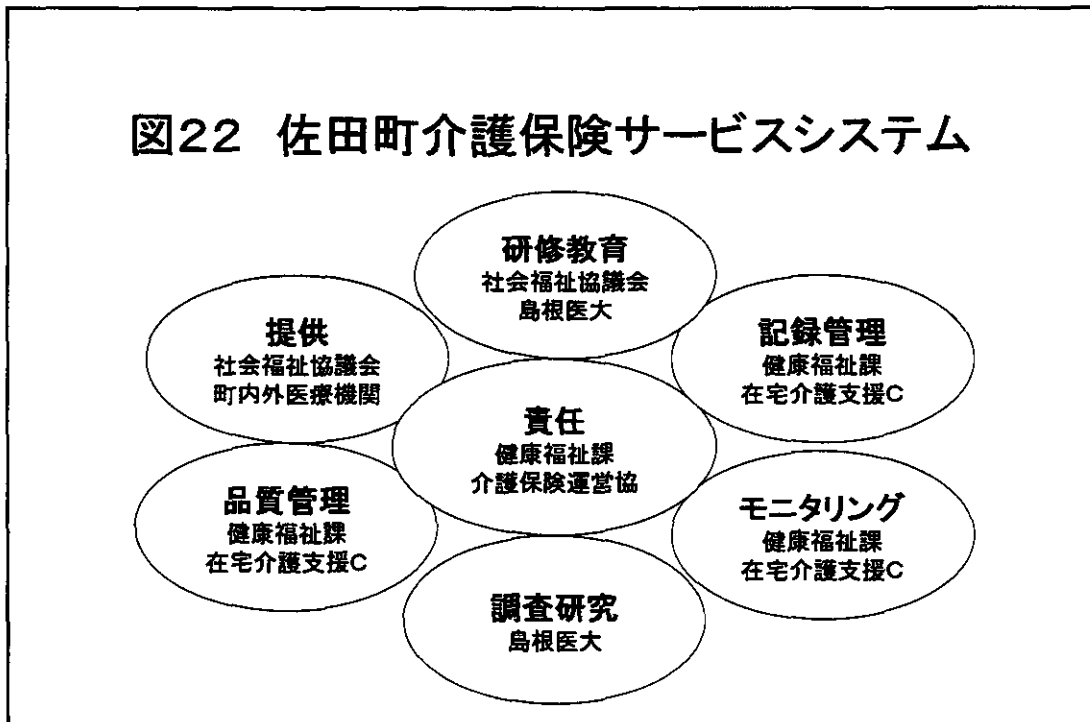 図22 佐田町介護保険サービスシステム
研修教育
社会福祉協議会
島根医大
提供
社会福祉協議会
町内外医療機関
記録管理
健康福祉課
在宅介護支援C
責任
健康福祉課
介護保険運営協
品質管理
健康福祉課
在宅介護支援C
モニタリング
健康福祉課
在宅介護支援C
調査研究
島根医大